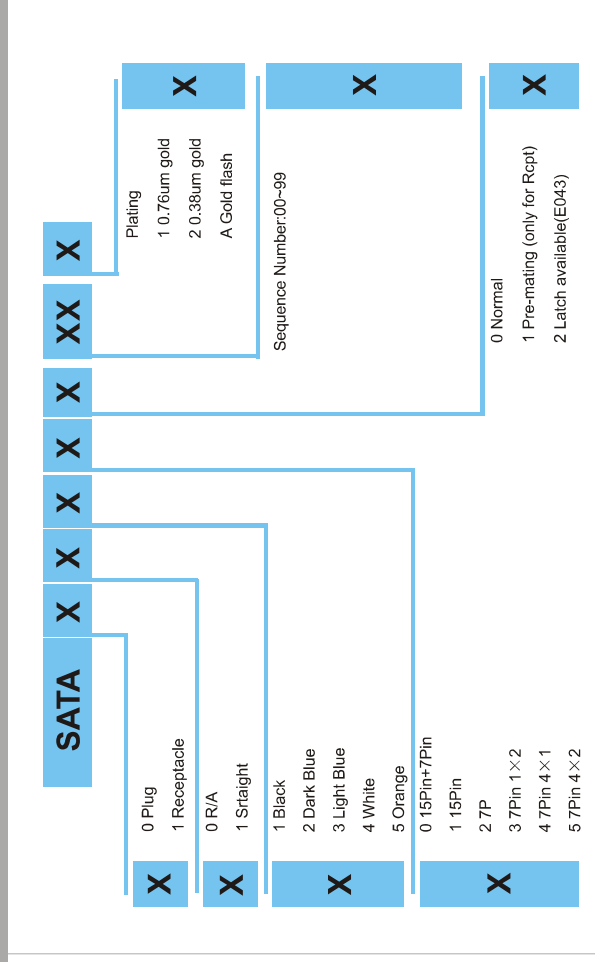 SATA X X X X X XX X
X
0 Plug
1 Receptacle
X
0 R/A
1 Srtaight
X
1 Black
2 Dark Blue
3 Light Blue
4 White
5 Orange
X
0 15Pin+7Pin
1 15Pin
2 7P
3 7Pin 1×2
4 7Pin 4×1
5 7Pin 4×2
X
Plating
1 0.76um gold
2 0.38um gold
A Gold flash
X
Sequence Number:00~99
X
0 Normal
1 Pre-mating (only for Rcpt)
2 Latch available(E043)